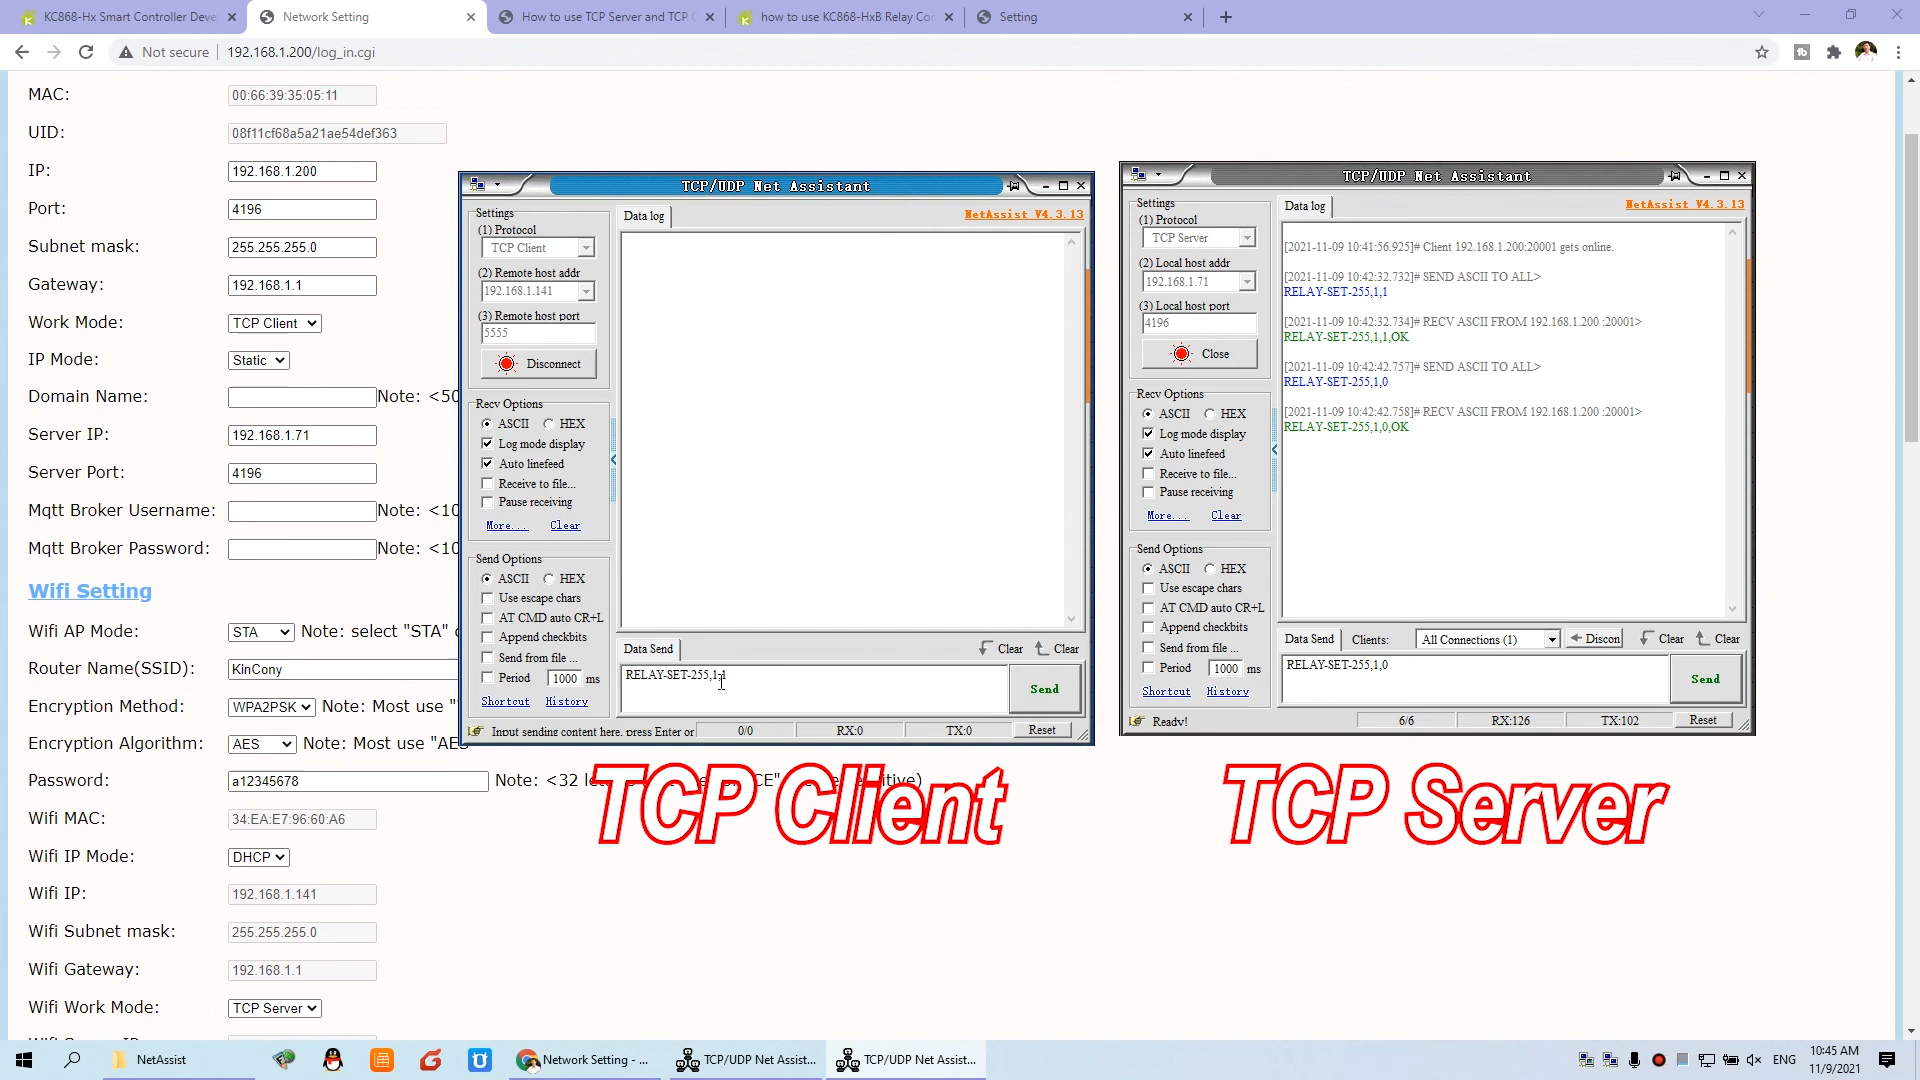 KC868-Hx Smart Controller Deve
Network Setting
How to use TCP Server and TCP C
how to use KC868-HxB Relay Co
Setting
Not secure
192.168.1.200/log_in.cgi
MAC:
00:66:39:35:05:11
UID:
08f11cf68a5a21ae54def363
IP:
192.168.1.200
Port:
4196
Subnet mask:
255.255.255.0
Gateway:
192.168.1.1
Work Mode:
TCP Client
IP Mode:
Static
Domain Name:
Note: <50
Server IP:
192.168.1.71
Server Port:
4196
Mqtt Broker Username:
Note: <10
Mqtt Broker Password:
Note: <10
Wifi Setting
Wifi AP Mode:
STA
Note: select "STA"
Router Name(SSID):
KinCony
Encryption Method:
WPA2PSK
Note: Most use "
Encryption Algorithm:
AES
Note: Most use "AES
Password:
a12345678
Note: <32
Wifi MAC:
34:EA:E7:96:60:A6
Wifi IP Mode:
DHCP
Wifi IP:
192.168.1.141
Wifi Subnet mask:
255.255.255.0
Wifi Gateway:
192.168.1.1
Wifi Work Mode:
TCP Server
TCP/UDP Net Assistant
Settings
(1) Protocol
TCP Client
(2) Remote host addr
192.168.1.141
(3) Remote host port
5555
Disconnect
Recv Options
ASCII
HEX
Log mode display
Auto linefeed
Receive to file...
Pause receiving
More...
Clear
Send Options
ASCII
HEX
Use escape chars
AT CMD auto CR+L
Append checkbits
Send from file ...
Period
1000
ms
Shortcut
History
Data log
NetAssist V4.3.13
Data Send
Clear
Clear
RELAY-SET-255,1,1
Send
Input sending content here, press Enter or
0/0
RX:0
TX:0
Reset
TCP Client
TCP/UDP Net Assistant
Settings
(1) Protocol
TCP Server
(2) Local host addr
192.168.1.71
(3) Local host port
4196
Close
Recv Options
ASCII
HEX
Log mode display
Auto linefeed
Receive to file...
Pause receiving
More...
Clear
Send Options
ASCII
HEX
Use escape chars
AT CMD auto CR+L
Append checkbits
Send from file ...
Period
1000
ms
Shortcut
History
Data log
NetAssist V4.3.13
[2021-11-09 10:41:56.925]# Client 192.168.1.200:20001 gets online.
[2021-11-09 10:42:32.732]# SEND ASCII TO ALL>
RELAY-SET-255,1,1
[2021-11-09 10:42:32.734]# RECV ASCII FROM 192.168.1.200 :20001>
RELAY-SET-255,1,1,OK
[2021-11-09 10:42:42.757]# SEND ASCII TO ALL>
RELAY-SET-255,1,0
[2021-11-09 10:42:42.758]# RECV ASCII FROM 192.168.1.200 :20001>
RELAY-SET-255,1,0,OK
Data Send
Clients:
All Connections (1)
Discon
Clear
Clear
RELAY-SET-255,1,0
Send
Ready!
6/6
RX:126
TX:102
Reset
TCP Server
NetAssist
Network Setting - ...
TCP/UDP Net Assist...
TCP/UDP Net Assist...
ENG
10:45 AM
11/9/2021